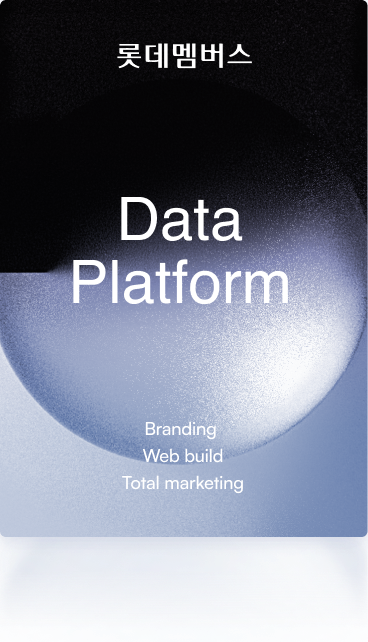 롯데멤버스
Data
Platform
Branding
Web build
Total marketing